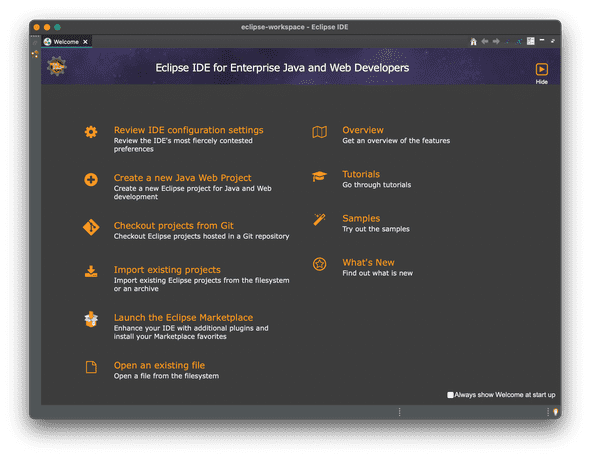 eclipse-workspace - Eclipse IDE
Welcome
Eclipse IDE for Enterprise Java and Web Developers
Hide
Review IDE configuration settings
Review the IDE's most fiercely contested
preferences
Create a new Java Web Project
Create a new Eclipse project for Java and Web
development
Checkout projects from Git
Checkout Eclipse projects hosted in a Git repository
Import existing projects
Import existing Eclipse projects from the filesystem
or an archive
Launch the Eclipse Marketplace
Enhance your IDE with additional plugins and
install your Marketplace favorites
Open an existing file
Open a file from the filesystem
Overview
Get an overview of the features
Tutorials
Go through tutorials
Samples
Try out the samples
What's New
Find out what is new
Always show Welcome at start up